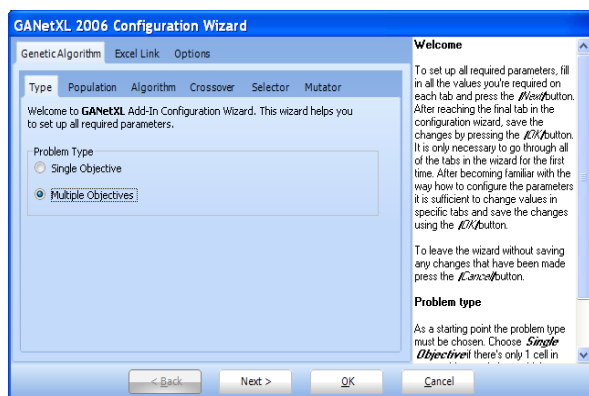 GANetXL 2006 Configuration Wizard
Genetic Algorithm Excel Link Options
Type Population Algorithm Crossover Selector Mutator
Welcome to GANetXL Add-In Configuration Wizard. This wizard helps you
to set up all required parameters.
Problem Type
Single Objective
Multiple Objectives
Welcome
To set up all required parameters, fill
in all the values you're required on
each tab and press the [Next] button.
After reaching the final tab in the
configuration wizard, save the
changes by pressing the [OK] button.
It is only necessary to go through all
of the tabs in the wizard for the first
time. After becoming familiar with the
way how to configure the parameters
it is sufficient to change values in
specific tabs and save the changes
using the [OK] button.
To leave the wizard without saving
any changes that have been made
press the [Cancel] button.
Problem type
As a starting point the problem type
must be chosen. Choose Single
Objective if there's only 1 cell in
< Back Next > OK Cancel